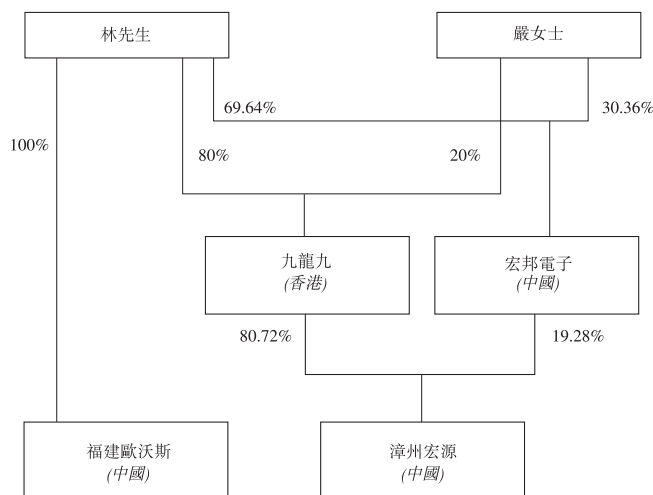 林先生
嚴女士
69.64%
30.36%
100%
80%
20%
九龍九
(香港)
宏邦電子
(中國)
80.72%
19.28%
福建歐沃斯
(中國)
漳州宏源
(中國)